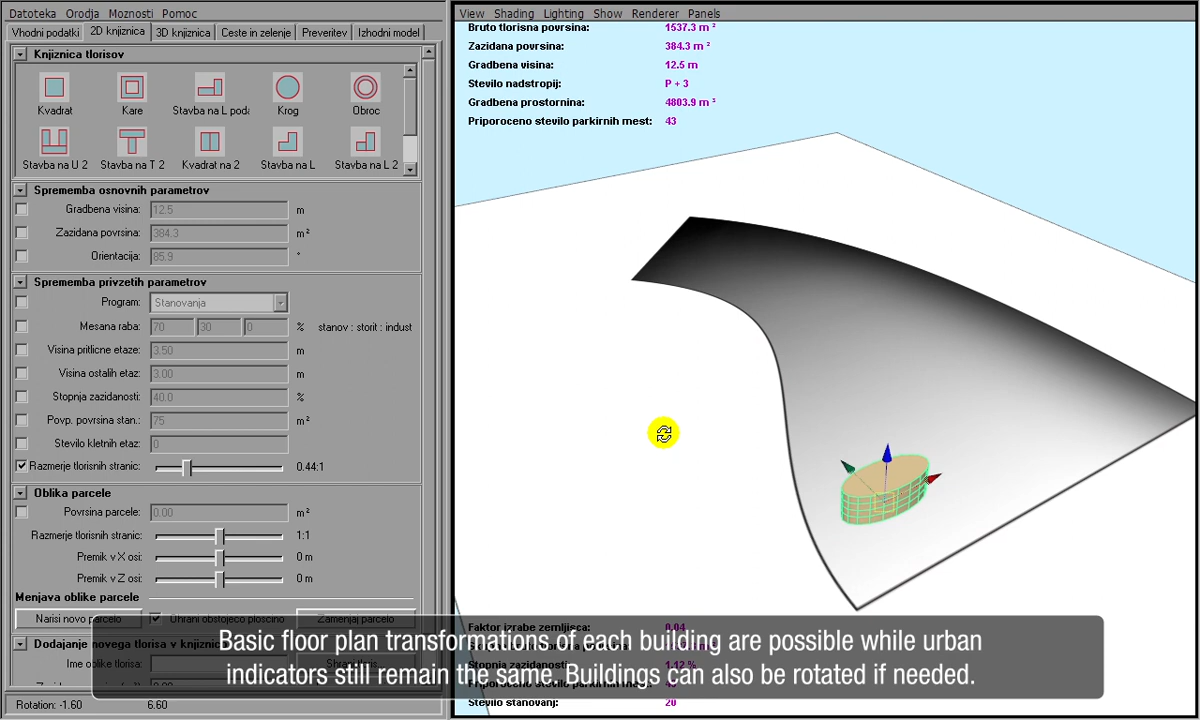 Datoteka Orodja Moznosti Pomoc
Vhodni podatki 2D knjiznica 3D knjiznica Ceste in zelenje Preveritev Izhodni model
Knjiznica tlorisov
Kvadrat Kare Stavba na L poda Krog Obroc
Stavba na U 2 Stavba na T 2 Kvadrat na 2 Stavba na L Stavba na L 2
Sprememba osnovnih parametrov
Gradbena visina: 12.5 m
Zazidana povrsina: 384.3 m²
Orientacija: 85.9 °
Sprememba privzetih parametrov
Program: Stanovanja
Mesana raba: 70 30 0 % stanov : storit : indust
Visina pritlicne etaze: 3.50 m
Visina ostalih etaz: 3.00 m
Stopnja zazidanosti: 40.0 %
Povp. povrsina stan.: 75 m²
Stevilo kletnih etaz: 0
Razmerje tlorisnih stranic: 0.44:1
Oblika parcele
Povrsina parcele: 0.00 m²
Razmerje tlorisnih stranic: 1:1
Premik v X osi: 0 m
Premik v Z osi: 0 m
Menjava oblike parcele
Narisi novo parcelo Ohrani obstojeco ploscino Zamenjaj parcelo
Dodajanje novega tlorisa v knjiznico
Ime oblike tlorisa: Shrani tloris
Rotation: -1.60 6.60
View Shading Lighting Show Renderer Panels
Bruto tlorisna povrsina: 1537.3 m ²
Zazidana povrsina: 384.3 m ²
Gradbena visina: 12.5 m
Stevilo nadstropij: P + 3
Gradbena prostornina: 4803.9 m ³
Priporoceno stevilo parkirnih mest: 43
Faktor izrabe zemljisca: 0.04
Stopnja zazidanosti: 1.12 %
Priporoceno stevilo parkirnih mest:
Stevilo stanovanj: 20
Basic floor plan transformations of each building are possible while urban
indicators still remain the same. Buildings can also be rotated if needed.